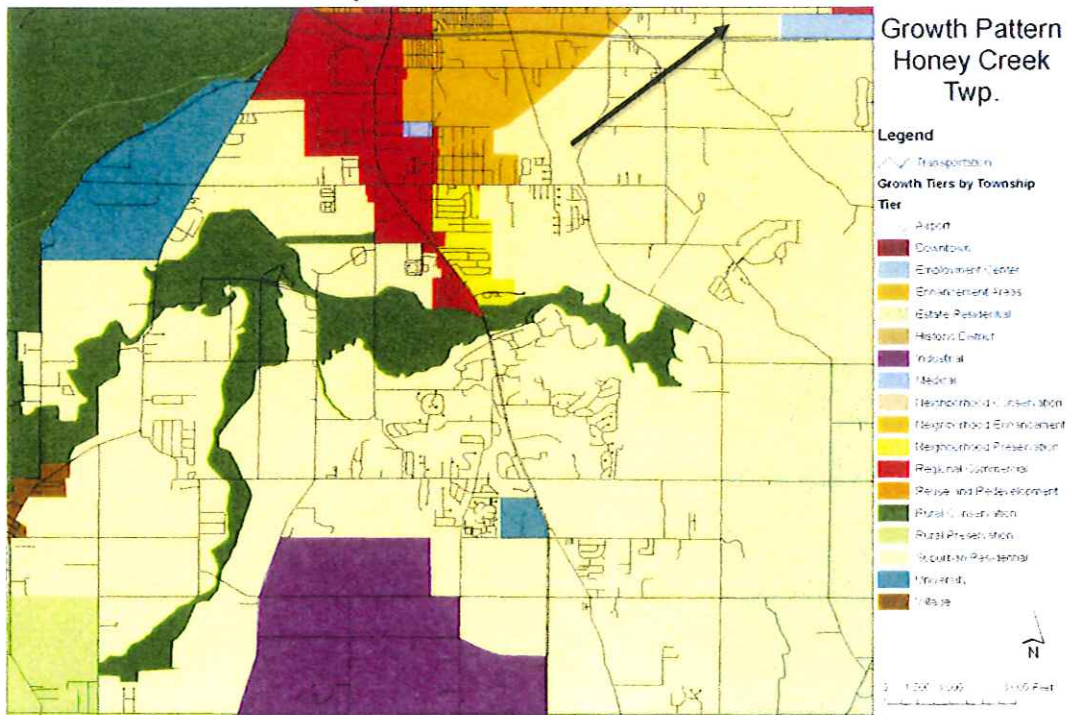 Growth Pattern
Honey Creek
Twp.
Legend
Transportation
Growth Tiers by Township
Tier
Airport
Downtown
Employment Center
Enhancement Areas
Estate Residential
Historic District
Industrial
Medical
Neighborhood Conservation
Neighborhood Enhancement
Neighborhood Preservation
Regional Commercial
Reuse and Redevelopment
Rural Conservation
Rural Preservation
Suburban Residential
University
Village
N
Feet